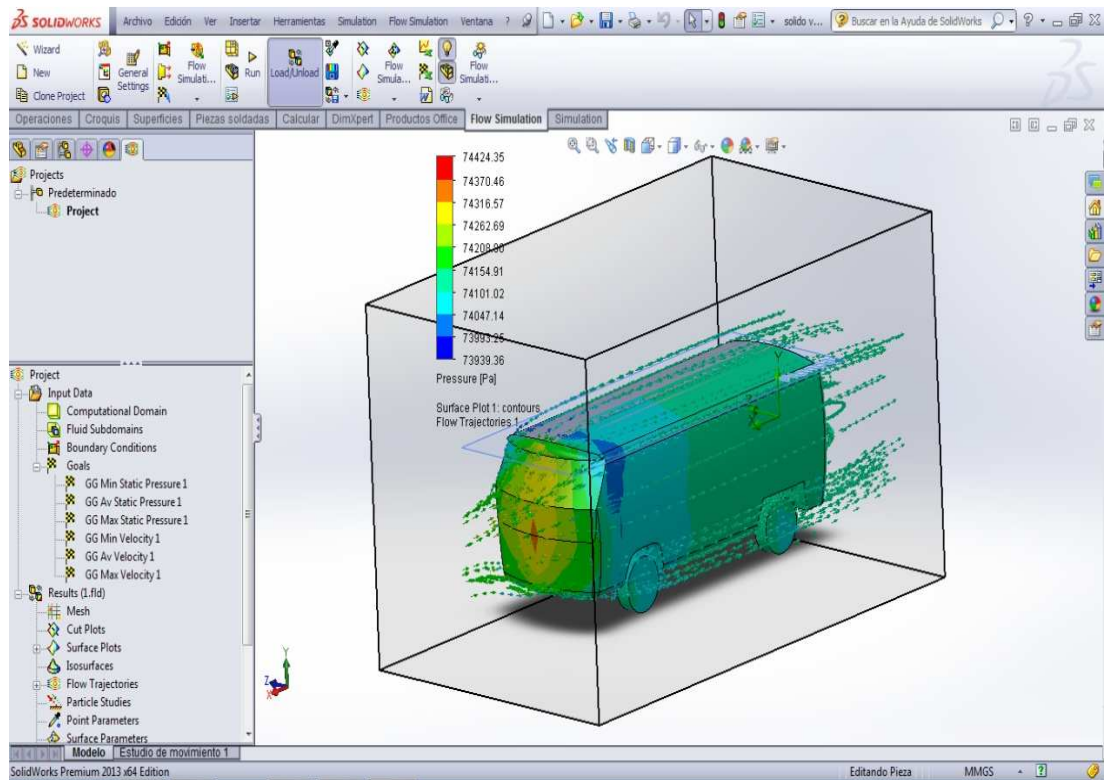 SOLIDWORKS Archivo Edición Ver Insertar Herramientas Simulation Flow Simulation Ventana ? solido v... Buscar en la Ayuda de SolidWorks
Wizard
New
Clone Project
General Settings
Flow Simulati...
Run
Load/Unload
Flow Simula...
Flow Simulati...
Operaciones Croquis Superficies Piezas soldadas Calcular DimXpert Productos Office Flow Simulation Simulation
Projects
Predeterminado
Project
Project
Input Data
Computational Domain
Fluid Subdomains
Boundary Conditions
Goals
GG Min Static Pressure 1
GG Av Static Pressure 1
GG Max Static Pressure 1
GG Min Velocity 1
GG Av Velocity 1
GG Max Velocity 1
Results (1.fld)
Mesh
Cut Plots
Surface Plots
Isosurfaces
Flow Trajectories
Particle Studies
Point Parameters
Surface Parameters
74424.35
74370.46
74316.57
74262.69
74208.80
74154.91
74101.02
74047.14
73993.25
73939.36
Pressure [Pa]
Surface Plot 1: contours
Flow Trajectories 1
Y
Z
X
Modelo Estudio de movimiento 1
SolidWorks Premium 2013 x64 Edition Editando Pieza MMGS